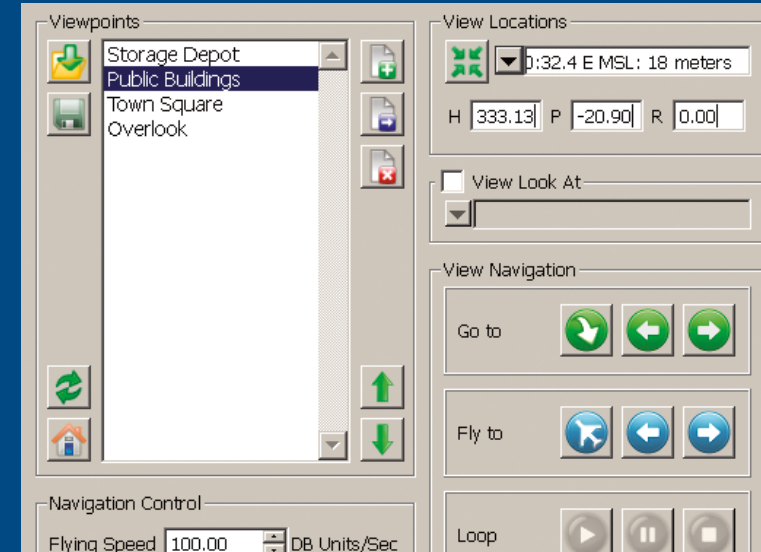 Viewpoints
Storage Depot
Public Buildings
Town Square
Overlook
Navigation Control
Flying Speed 100.00 DB Units/Sec
View Locations
0:32.4 E MSL: 18 meters
H 333.13 P -20.90 R 0.00
View Look At
View Navigation
Go to
Fly to
Loop